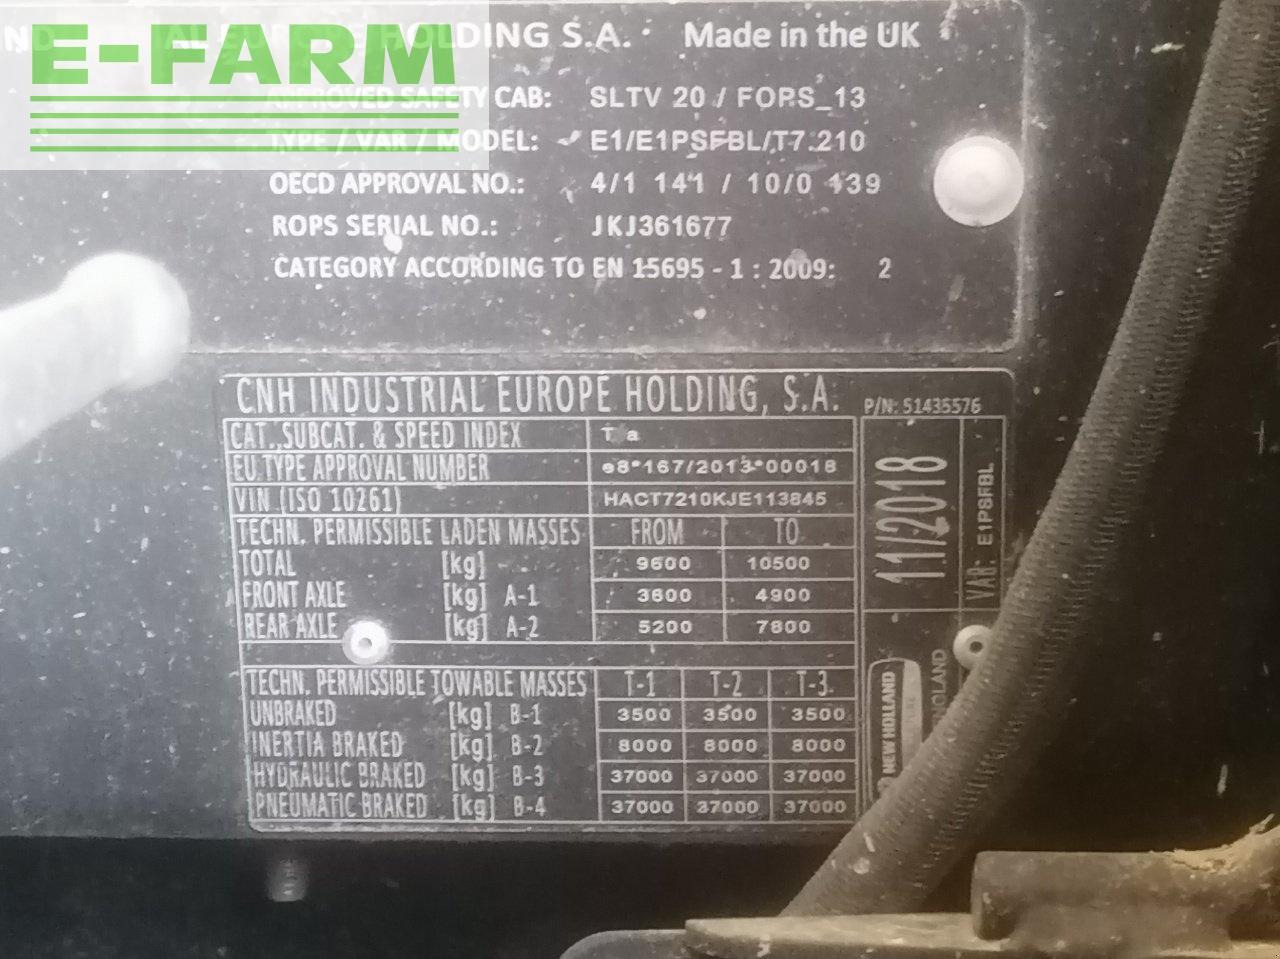 E-FARM
HOLDING S.A. Made in the UK
APPROVED SAFETY CAB: SLTV 20 / FOPS_13
TYPE / VAR / MODEL: E1/E1PSFBL/T7.210
OECD APPROVAL NO.: 4/1 141 / 10/0 139
ROPS SERIAL NO.: JKJ361677
CATEGORY ACCORDING TO EN 15695 - 1 : 2009: 2
CNH INDUSTRIAL EUROPE HOLDING, S.A. P/N: 51435576
CAT.,SUBCAT. & SPEED INDEX T a
EU TYPE APPROVAL NUMBER e8*167/2013*00018
VIN (ISO 10261) HACT7210KJE113845
TECHN. PERMISSIBLE LADEN MASSES FROM TO
TOTAL [kg] 9600 10500
FRONT AXLE [kg] A-1 3600 4900
REAR AXLE [kg] A-2 5200 7800
TECHN. PERMISSIBLE TOWABLE MASSES T-1 T-2 T-3
UNBRAKED [kg] B-1 3500 3500 3500
INERTIA BRAKED [kg] B-2 8000 8000 8000
HYDRAULIC BRAKED [kg] B-3 37000 37000 37000
PNEUMATIC BRAKED [kg] B-4 37000 37000 37000
11/2018
VAR: E1PSFBL
NEW HOLLAND